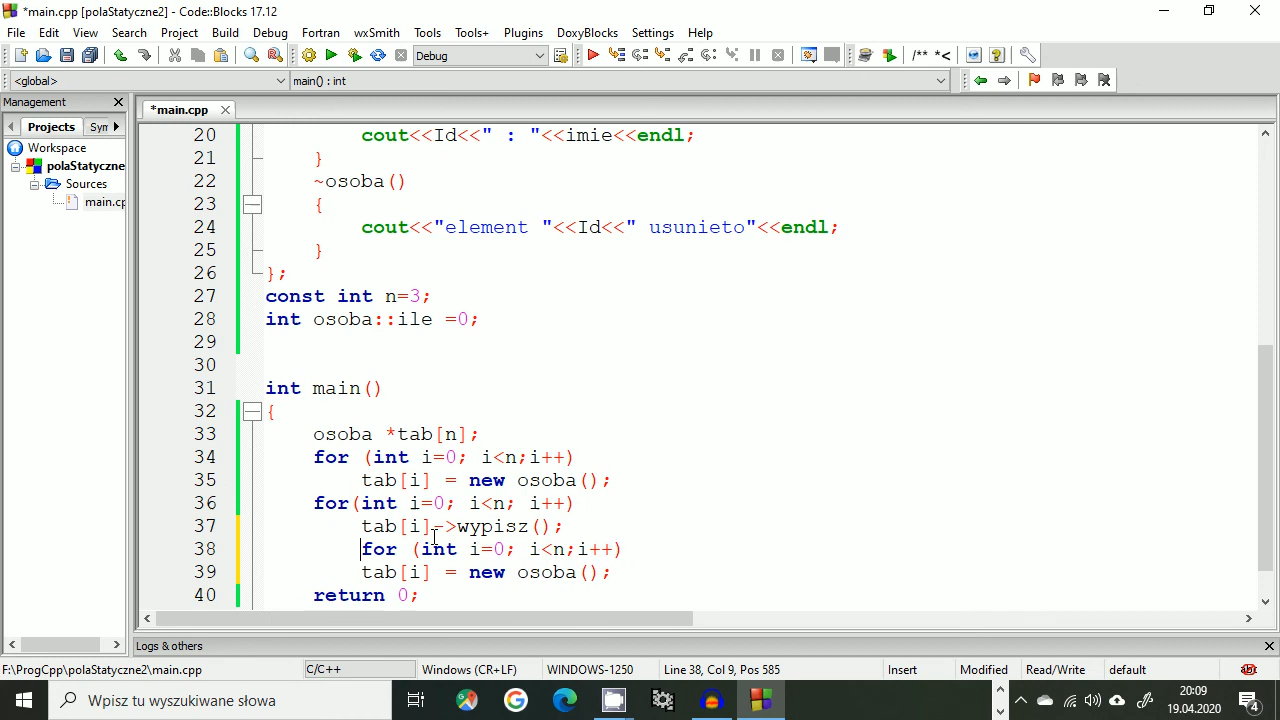 *main.cpp [polaStatyczne2] - Code::Blocks 17.12
File Edit View Search Project Build Debug Fortran wxSmith Tools Tools+ Plugins DoxyBlocks Settings Help
Debug /** *<
<global> main() : int
Management
Projects Sym
*main.cpp
Workspace
polaStatyczne
Sources
main.cp
20 cout<<Id<<" : "<<imie<<endl;
21 }
22 ~osoba()
23 {
24 cout<<"element "<<Id<<" usunieto"<<endl;
25 }
26 };
27 const int n=3;
28 int osoba::ile =0;
29
30
31 int main()
32 {
33 osoba *tab[n];
34 for (int i=0; i<n;i++)
35 tab[i] = new osoba();
36 for(int i=0; i<n; i++)
37 tab[i]->wypisz();
38 for (int i=0; i<n;i++)
39 tab[i] = new osoba();
40 return 0;
Logs & others
F:\ProgCpp\polaStatyczne2\main.cpp C/C++ Windows (CR+LF) WINDOWS-1250 Line 38, Col 9, Pos 585 Insert Modified Read/Write default
Wpisz tu wyszukiwane słowa
20:09
19.04.2020
4